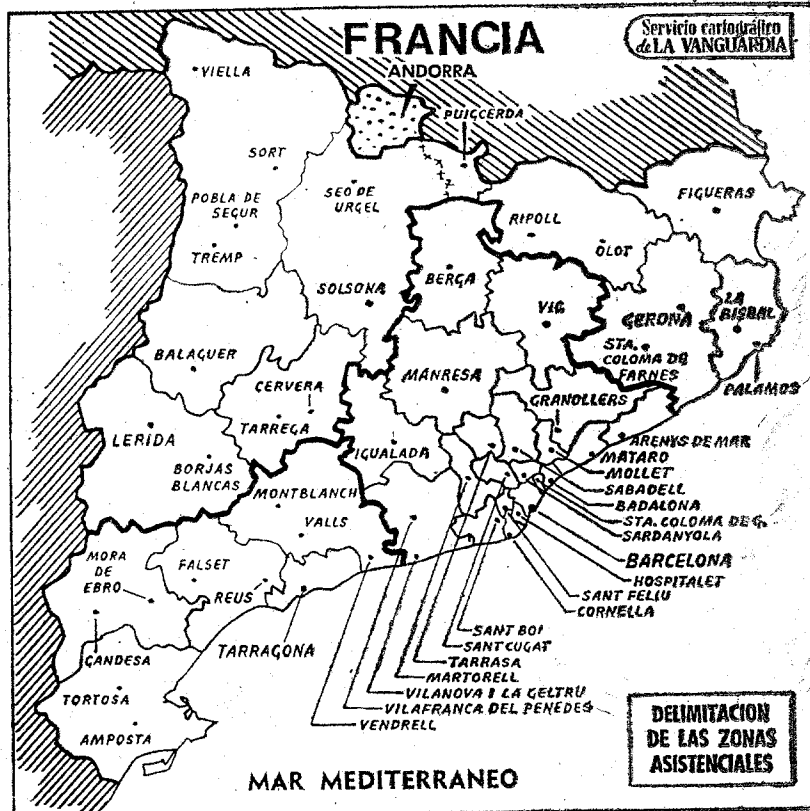 FRANCIA
Servicio cartográfico
de LA VANGUARDIA
ANDORRA
VIELLA
PUIGCERDA
SORT
SEO DE
URGEL
FIGUERAS
POBLA DE
SEGUR
RIPOLL
OLOT
TREMP
BERGA
SOLSONA
VIC
GERONA
LA
BISBAL
STA.
COLOMA DE
FARNES
BALAGUER
MANRESA
PALAMOS
CERVERA
GRANOLLERS
LERIDA
TARREGA
IGUALADA
ARENYS DE MAR
MATARO
BORJAS
BLANCAS
MOLLET
SABADELL
MONTBLANCH
BADALONA
STA. COLOMA DE G.
VALLS
SARDANYOLA
MORA
DE
EBRO
FALSET
BARCELONA
HOSPITALET
REUS
SANT FELIU
CORNELLA
SANT BOI
TARRAGONA
SANT CUGAT
GANDESA
TARRASA
MARTORELL
TORTOSA
VILANOVA I LA GELTRU
VILAFRANCA DEL PENEDES
AMPOSTA
VENDRELL
DELIMITACION
DE LAS ZONAS
ASISTENCIALES
MAR MEDITERRANEO